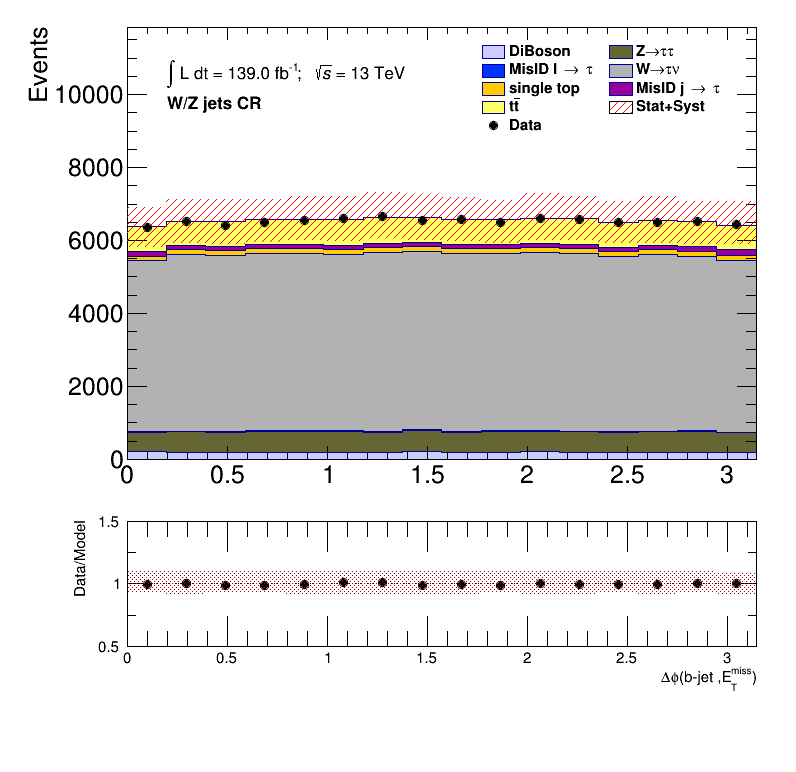 Events
10000
8000
6000
4000
2000
0
∫ L dt = 139.0 fb⁻¹; √s = 13 TeV
W/Z jets CR
DiBoson
MisID l → τ
single top
tt̄
Data
Z→ττ
W→τν
MisID j → τ
Stat+Syst
0 0.5 1 1.5 2 2.5 3
Data/Model
1.5
1
0.5
0 0.5 1 1.5 2 2.5 3
Δϕ(b-jet ,E_T^miss)